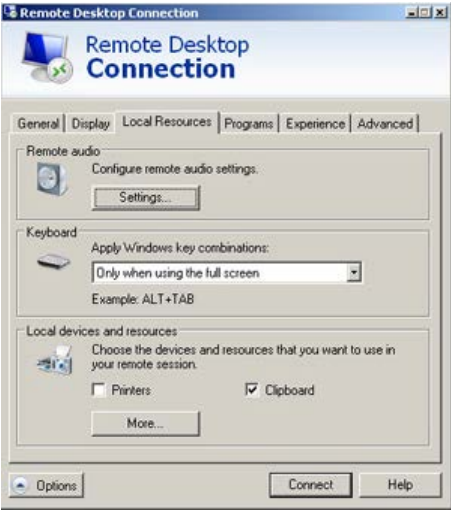 Remote Desktop Connection
Remote Desktop
Connection
General Display Local Resources Programs Experience Advanced
Remote audio
Configure remote audio settings.
Settings...
Keyboard
Apply Windows key combinations:
Only when using the full screen
Example: ALT+TAB
Local devices and resources
Choose the devices and resources that you want to use in
your remote session.
Printers Clipboard
More...
Options Connect Help